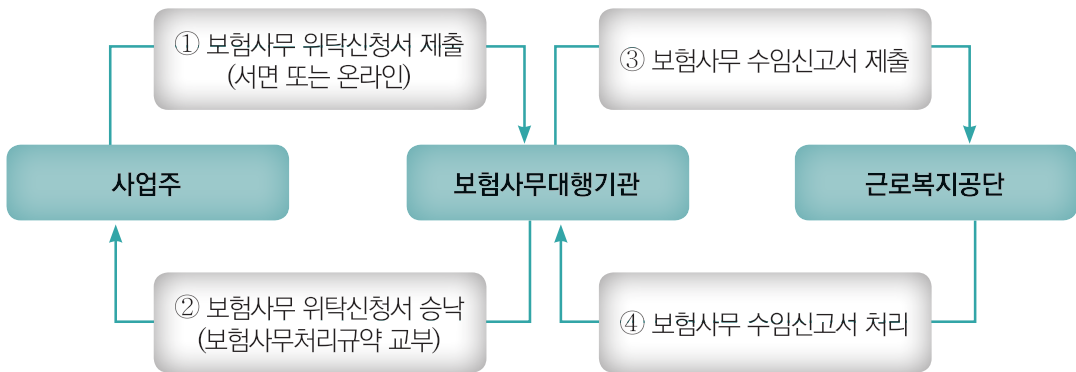 ① 보험사무 위탁신청서 제출
(서면 또는 온라인)
③ 보험사무 수임신고서 제출
사업주
보험사무대행기관
근로복지공단
② 보험사무 위탁신청서 승낙
(보험사무처리규약 교부)
④ 보험사무 수임신고서 처리